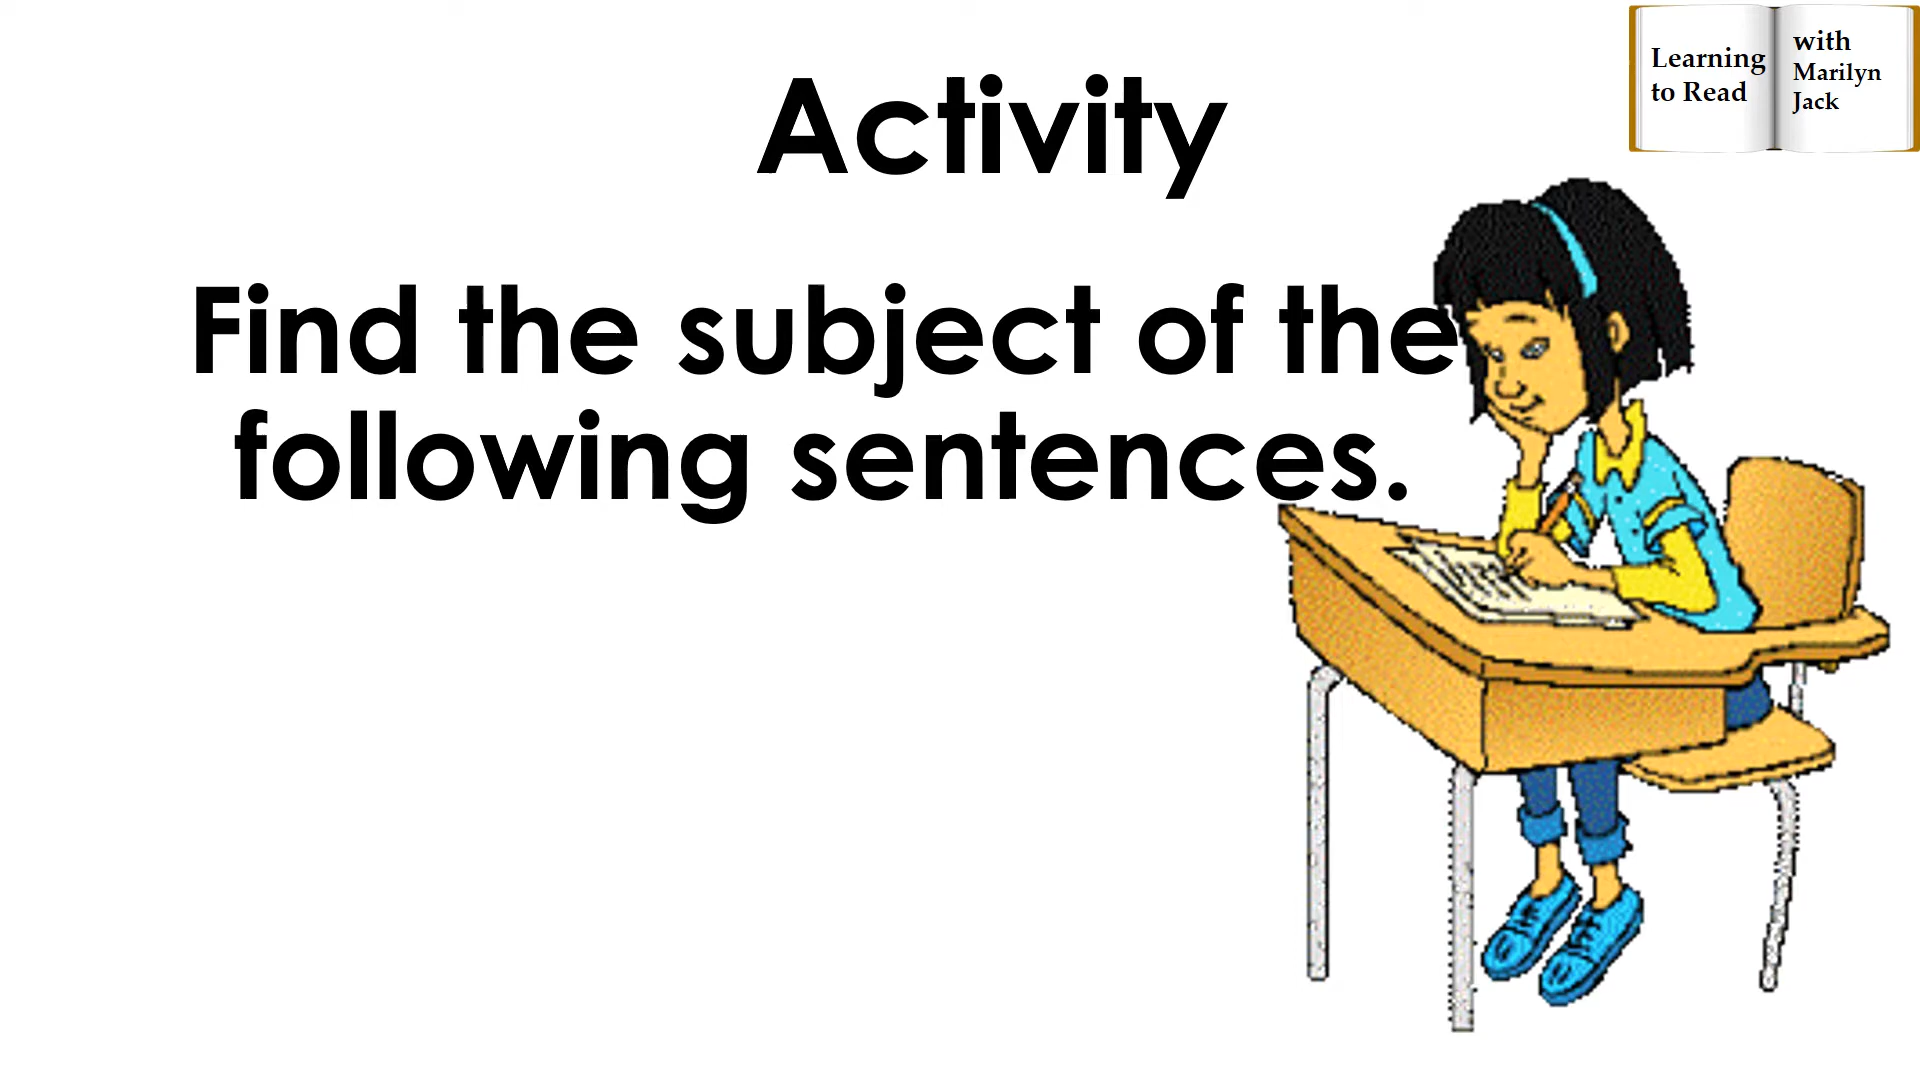 Activity
Find the subject of the
following sentences.
Learning
to Read
with
Marilyn
Jack